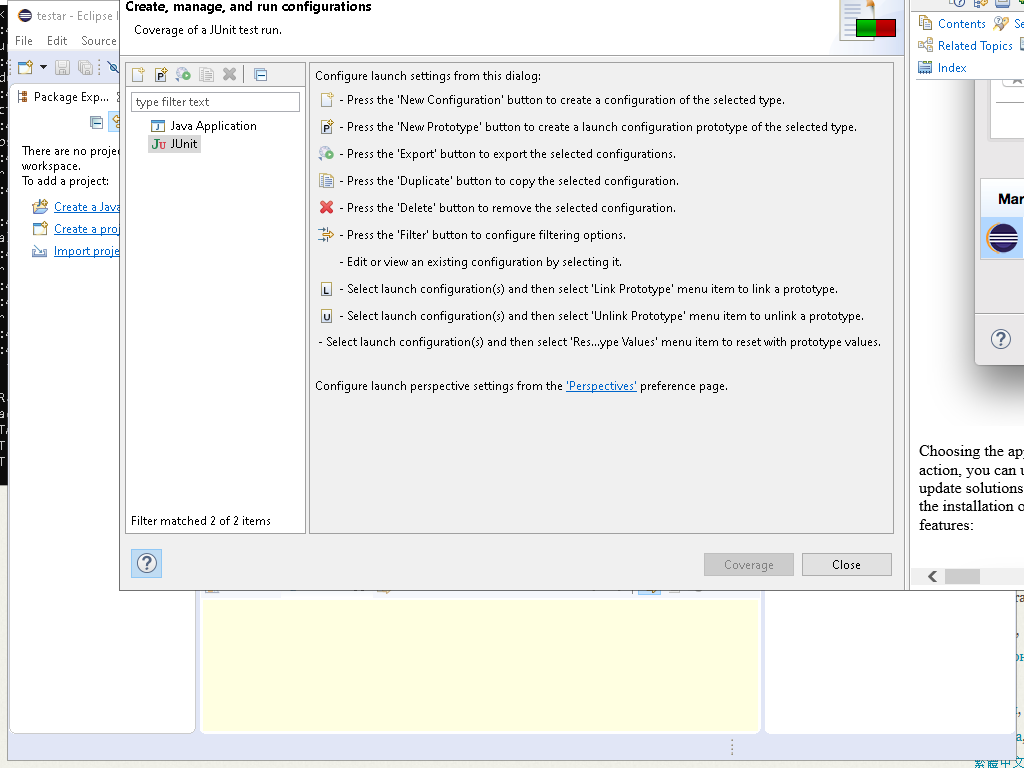 testar - Eclipse
File Edit Source
Package Exp...
There are no
workspace.
To add a project:
Create a Java
Create a
Import
Create, manage, and run configurations
Coverage of a JUnit test run.
type filter text
Java Application
Ju JUnit
Filter matched 2 of 2 items
Configure launch settings from this dialog:
- Press the 'New Configuration' button to create a configuration of the selected type.
- Press the 'New Prototype' button to create a launch configuration prototype of the selected type.
- Press the 'Export' button to export the selected configurations.
- Press the 'Duplicate' button to copy the selected configuration.
- Press the 'Delete' button to remove the selected configuration.
- Press the 'Filter' button to configure filtering options.
- Edit or view an existing configuration by selecting it.
L - Select launch configuration(s) and then select 'Link Prototype' menu item to link a prototype.
U - Select launch configuration(s) and then select 'Unlink Prototype' menu item to unlink a prototype.
- Select launch configuration(s) and then select 'Res...ype Values' menu item to reset with prototype values.
Configure launch perspective settings from the 'Perspectives' preference page.
Coverage Close
Contents
Related Topics
Index
Choosing the
action, you can
update solutions
the installation
features:
繁體中文